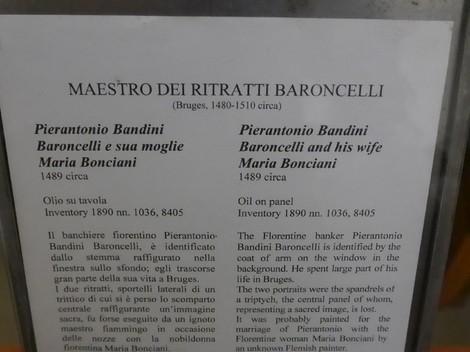 MAESTRO DEI RITRATTI BARONCELLI
(Bruges, 1480-1510 circa)
Pierantonio Bandini
Baroncelli e sua moglie
Maria Bonciani
1489 circa
Olio su tavola
Inventory 1890 nn. 1036, 8405
Il banchiere fiorentino Pierantonio
Bandini Baroncelli, è identificato
dallo stemma raffigurato nella
finestra sullo sfondo; egli trascorse
gran parte della sua vita a Bruges.
I due ritratti, sportelli laterali di un
trittico di cui si è perso lo scomparto
centrale raffigurante un'immagine
sacra, fu forse eseguito da un ignoto
maestro fiammingo in occasione
delle nozze con la nobildonna
fiorentina Maria Bonciani.
Pierantonio Bandini
Baroncelli and his wife
Maria Bonciani
1489 circa
Oil on panel
Inventory 1890 nn. 1036, 8405
The Florentine banker Pierantonio
Bandini Baroncelli is identified by the
coat of arm on the window in the
background. He spent large part of his
life in Bruges.
The two portraits were the spandrels of
a triptych, the central panel of whom,
representing a sacred image, is lost.
It was probably painted for the
marriage of Pierantonio with the
Florentine woman Maria Bonciani by
an unknown Flemish painter.